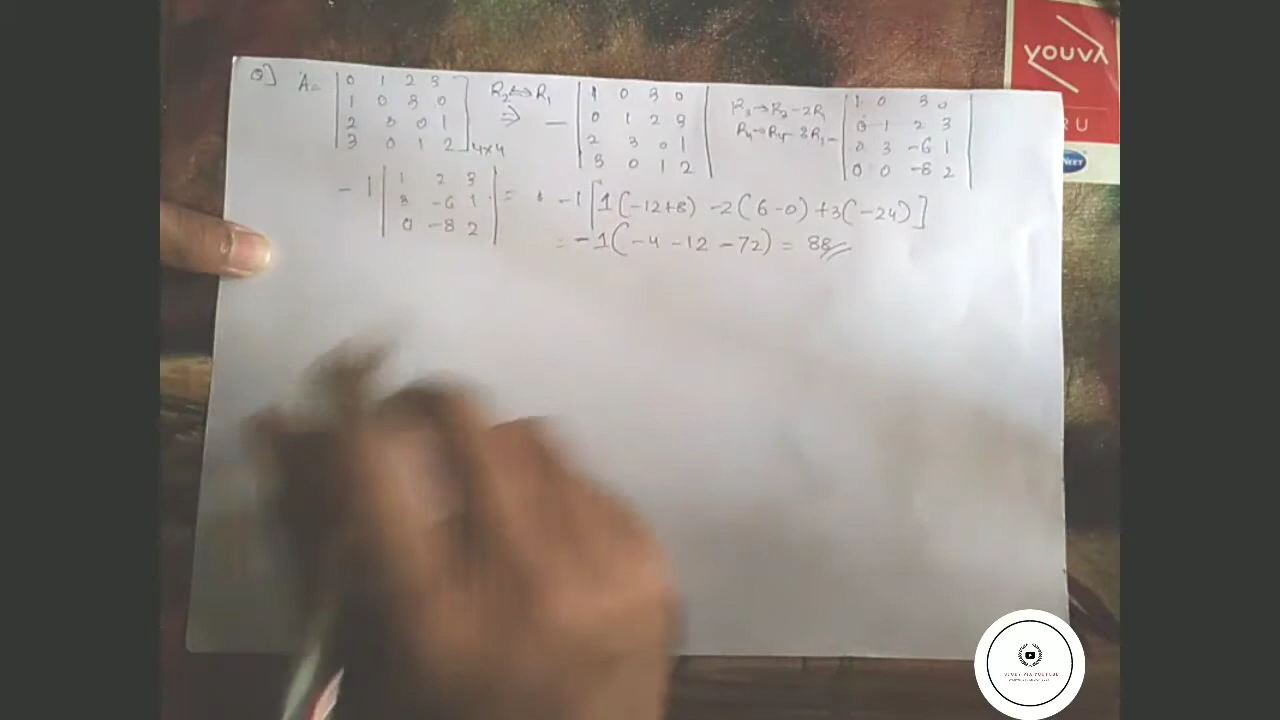 Q] A = 0 1 2 3 R2 ⇔ R1 1 0 3 0 R3 → R3 - 2R1 1 0 3 0
1 0 3 0 ⇒ - 0 1 2 3 R4 → R4 - 3R1 - 0 1 2 3
2 3 0 1 2 3 0 1 0 3 -6 1
3 0 1 2 4×4 3 0 1 2 0 0 -8 2
- 1 1 2 3 = -1 [1(-12+8) -2(6-0) +3(-24)]
3 -6 1
0 -8 2 = -1(-4 -12 -72) = 88
YOUVA
RU
STUDY VIA YOUTUBE